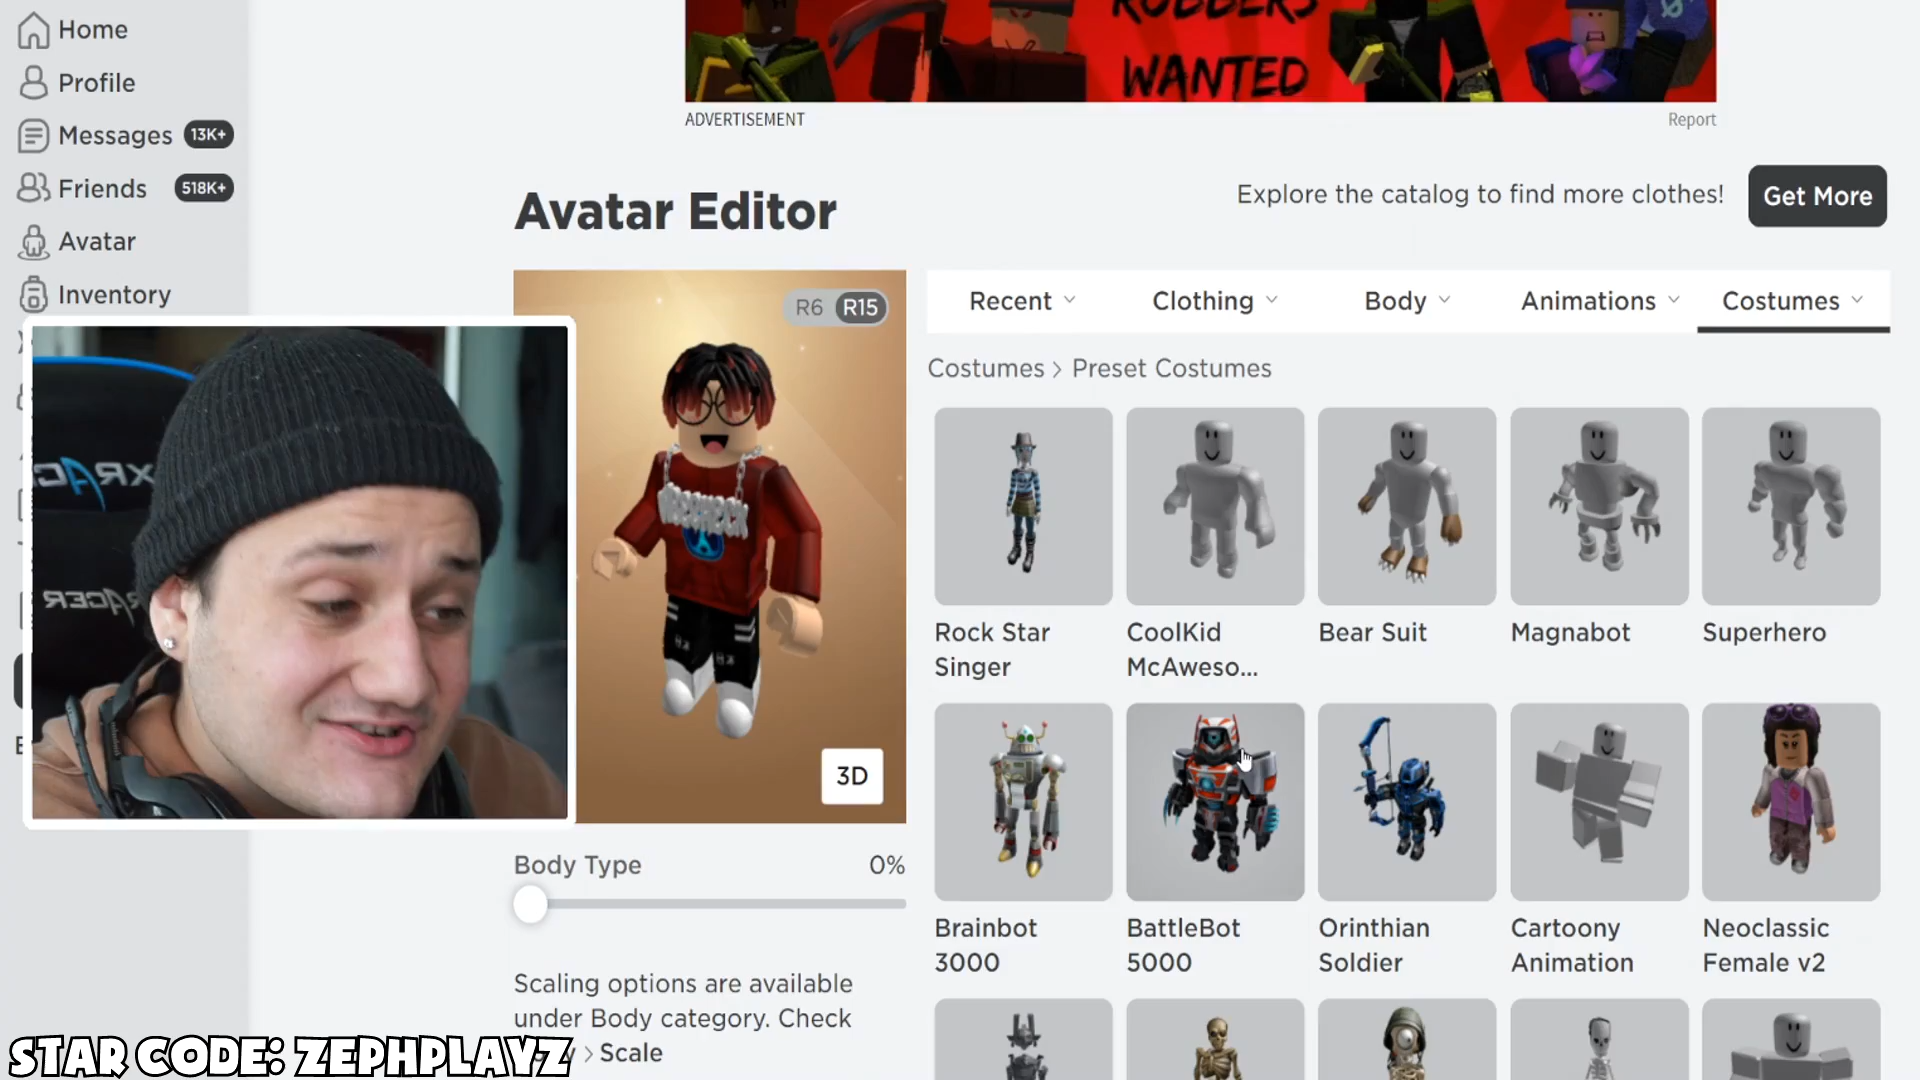 ROBBERS
WANTED
ADVERTISEMENT
Report
Home
Profile
Messages 13K+
Friends 518K+
Avatar
Inventory
Avatar Editor
Explore the catalog to find more clothes!
Get More
R6 R15
3D
Recent
Clothing
Body
Animations
Costumes
Costumes > Preset Costumes
Rock Star
Singer
CoolKid
McAweso...
Bear Suit
Magnabot
Superhero
Brainbot
3000
BattleBot
5000
Orinthian
Soldier
Cartoony
Animation
Neoclassic
Female v2
Body Type 0%
Scaling options are available
under Body category. Check
> Scale
STAR CODE: ZEPHPLAYZ